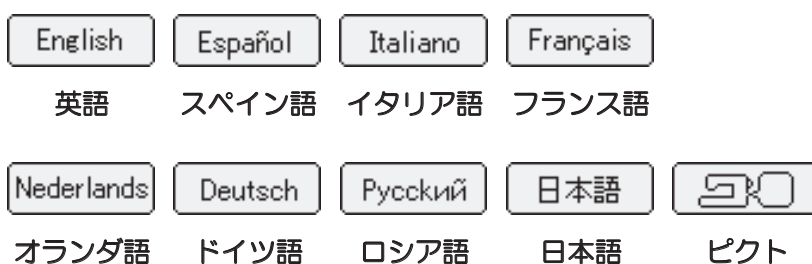 English Español Italiano Français
英語 スペイン語 イタリア語 フランス語
Nederlands Deutsch Русский 日本語
オランダ語 ドイツ語 ロシア語 日本語 ピクト